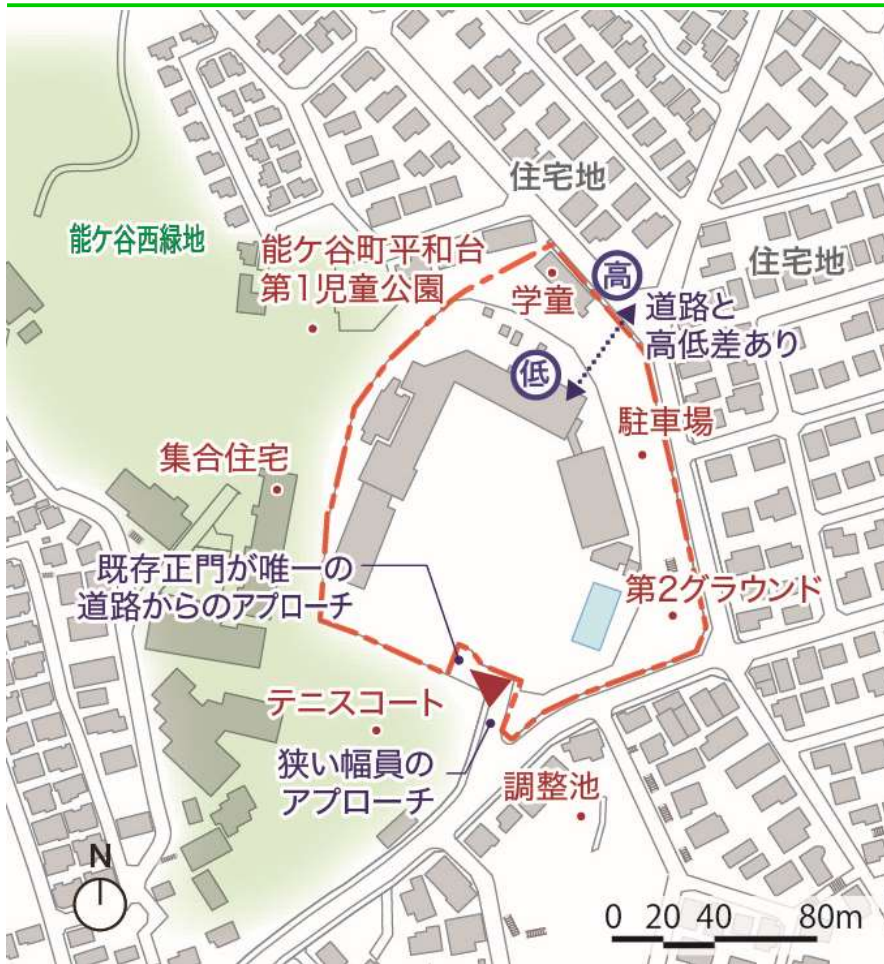 住宅地
能ケ谷西緑地
能ケ谷町平和台
第1児童公園
住宅地
高
学童
道路と
高低差あり
低
駐車場
集合住宅
既存正門が唯一の
道路からのアプローチ
第2グラウンド
テニスコート
狭い幅員の
アプローチ
調整池
N
0 20 40 80m